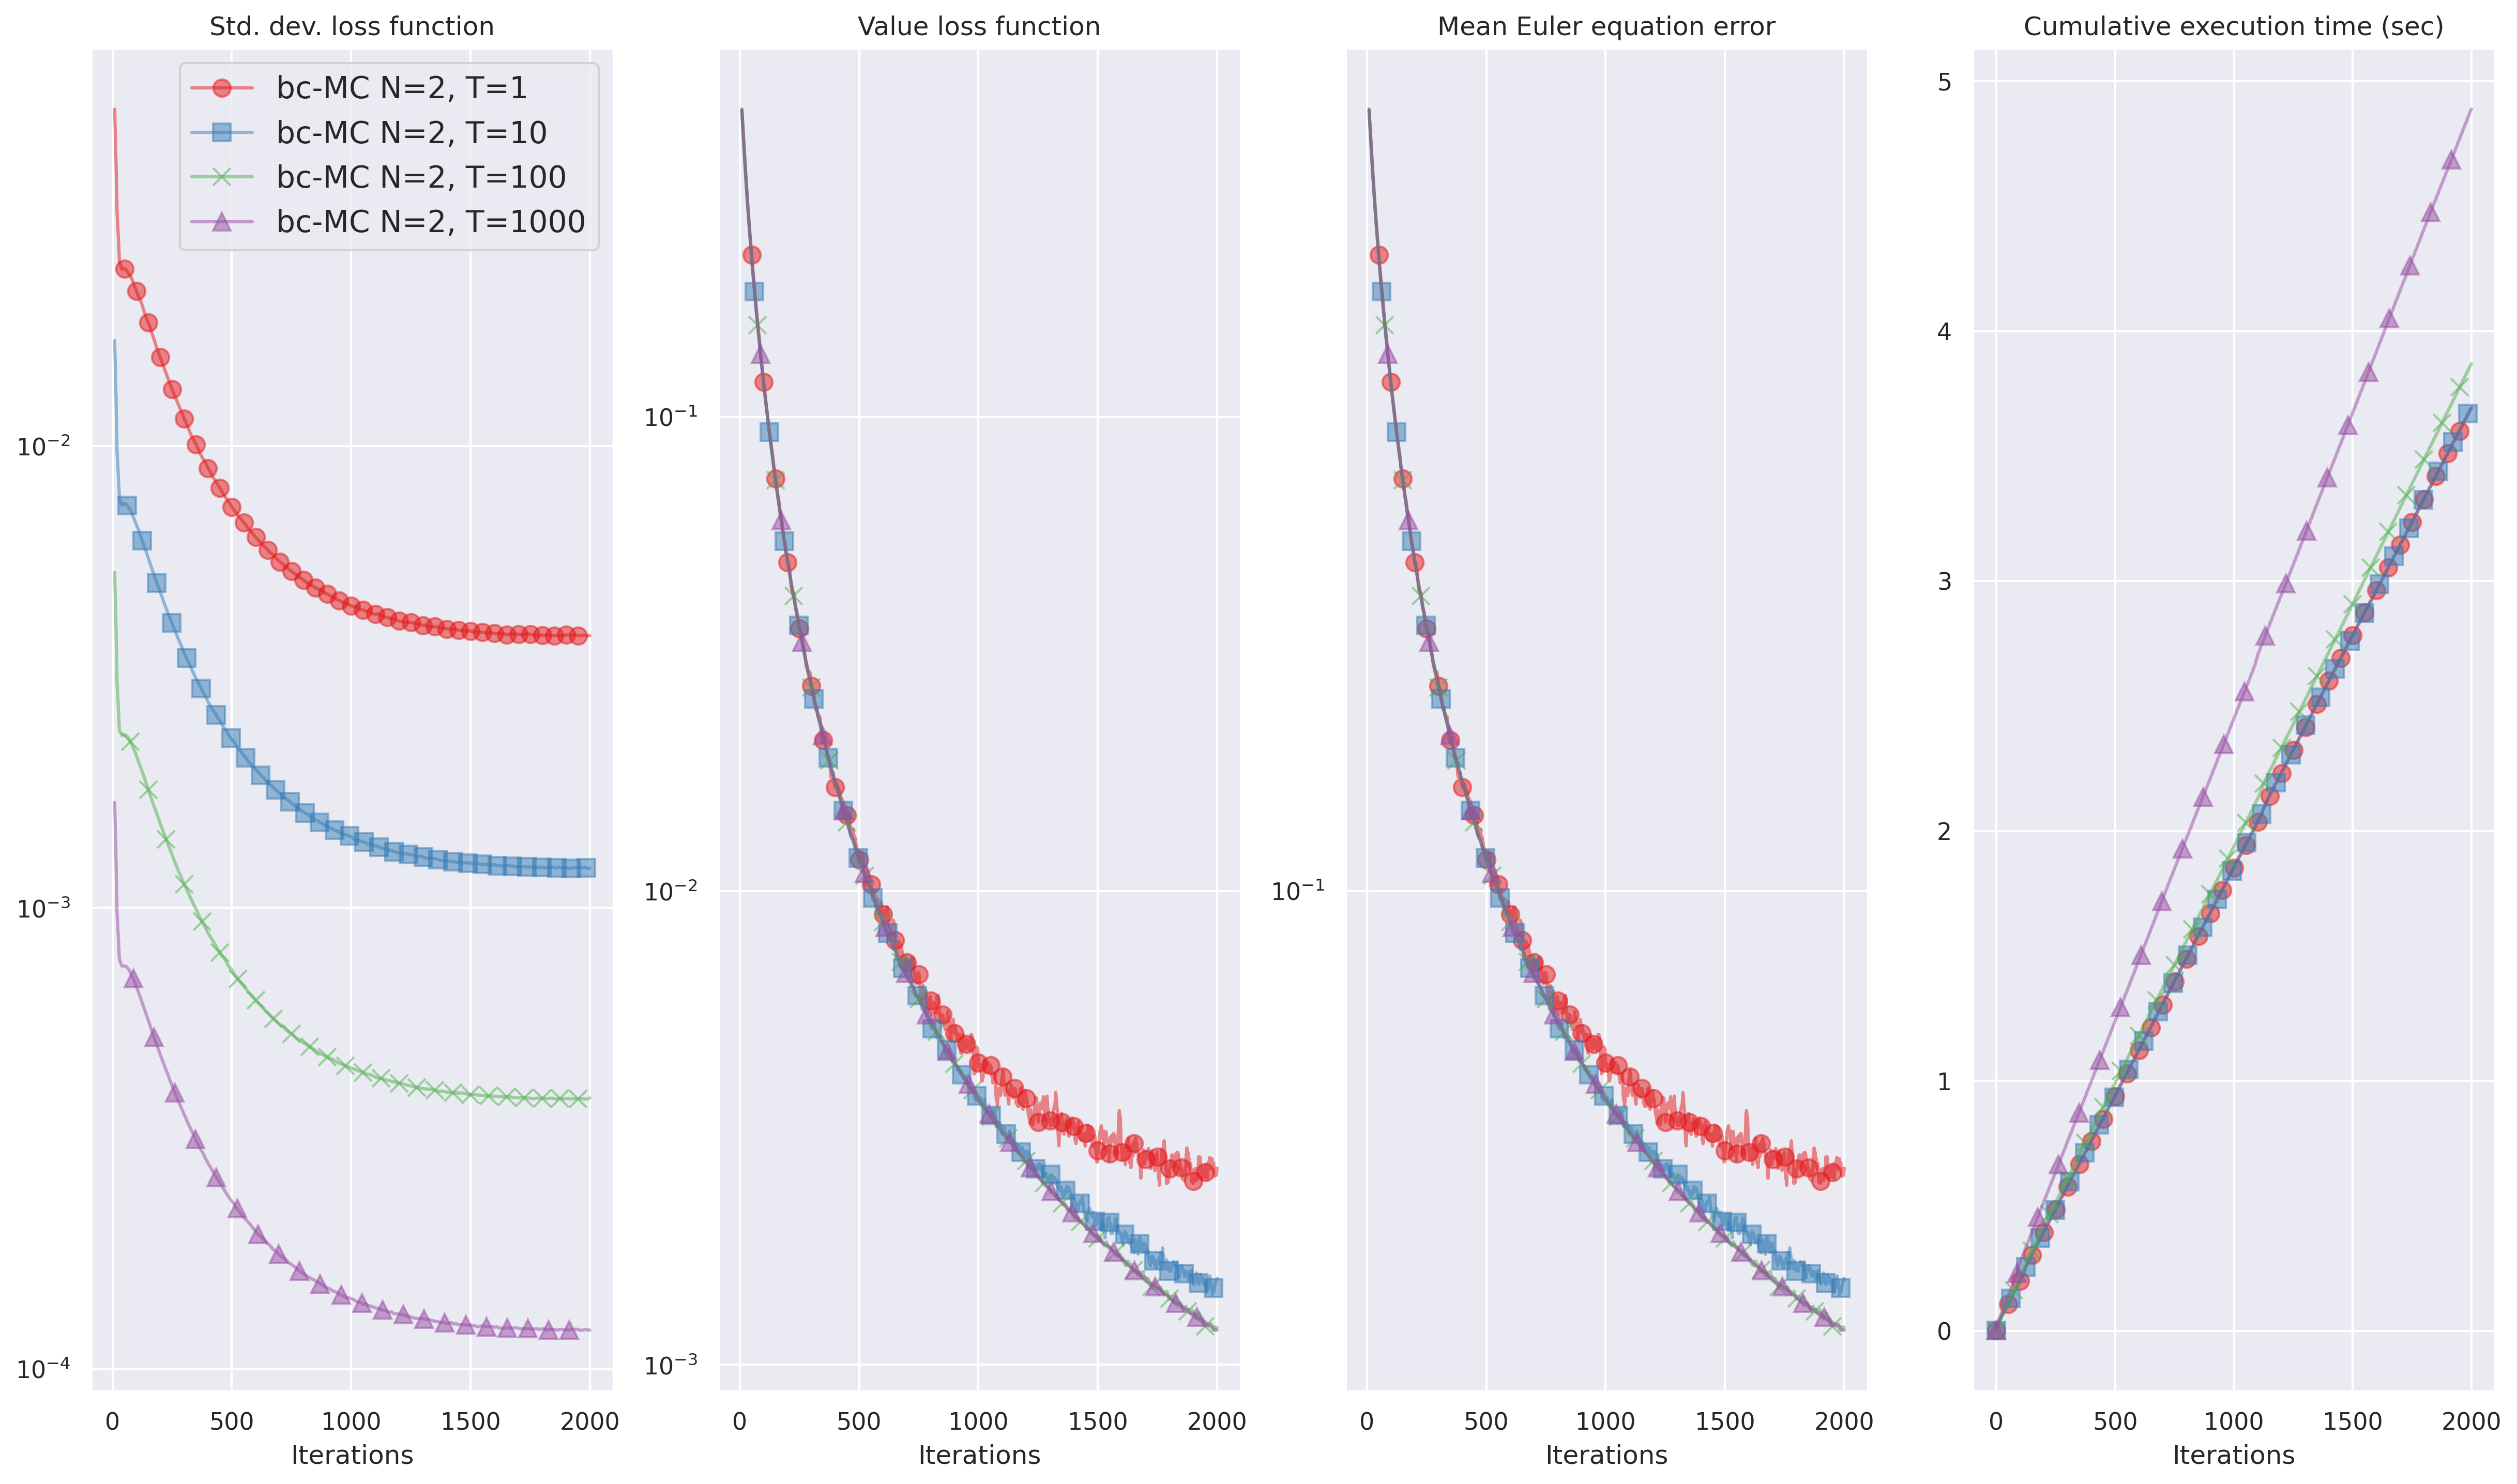 Std. dev. loss function
Value loss function
Mean Euler equation error
Cumulative execution time (sec)
bc-MC N=2, T=1
bc-MC N=2, T=10
bc-MC N=2, T=100
bc-MC N=2, T=1000
10⁻²
10⁻³
10⁻⁴
0 500 1000 1500 2000
Iterations
10⁻¹
10⁻²
10⁻³
0 500 1000 1500 2000
Iterations
10⁻¹
0 500 1000 1500 2000
Iterations
5
4
3
2
1
0
0 500 1000 1500 2000
Iterations